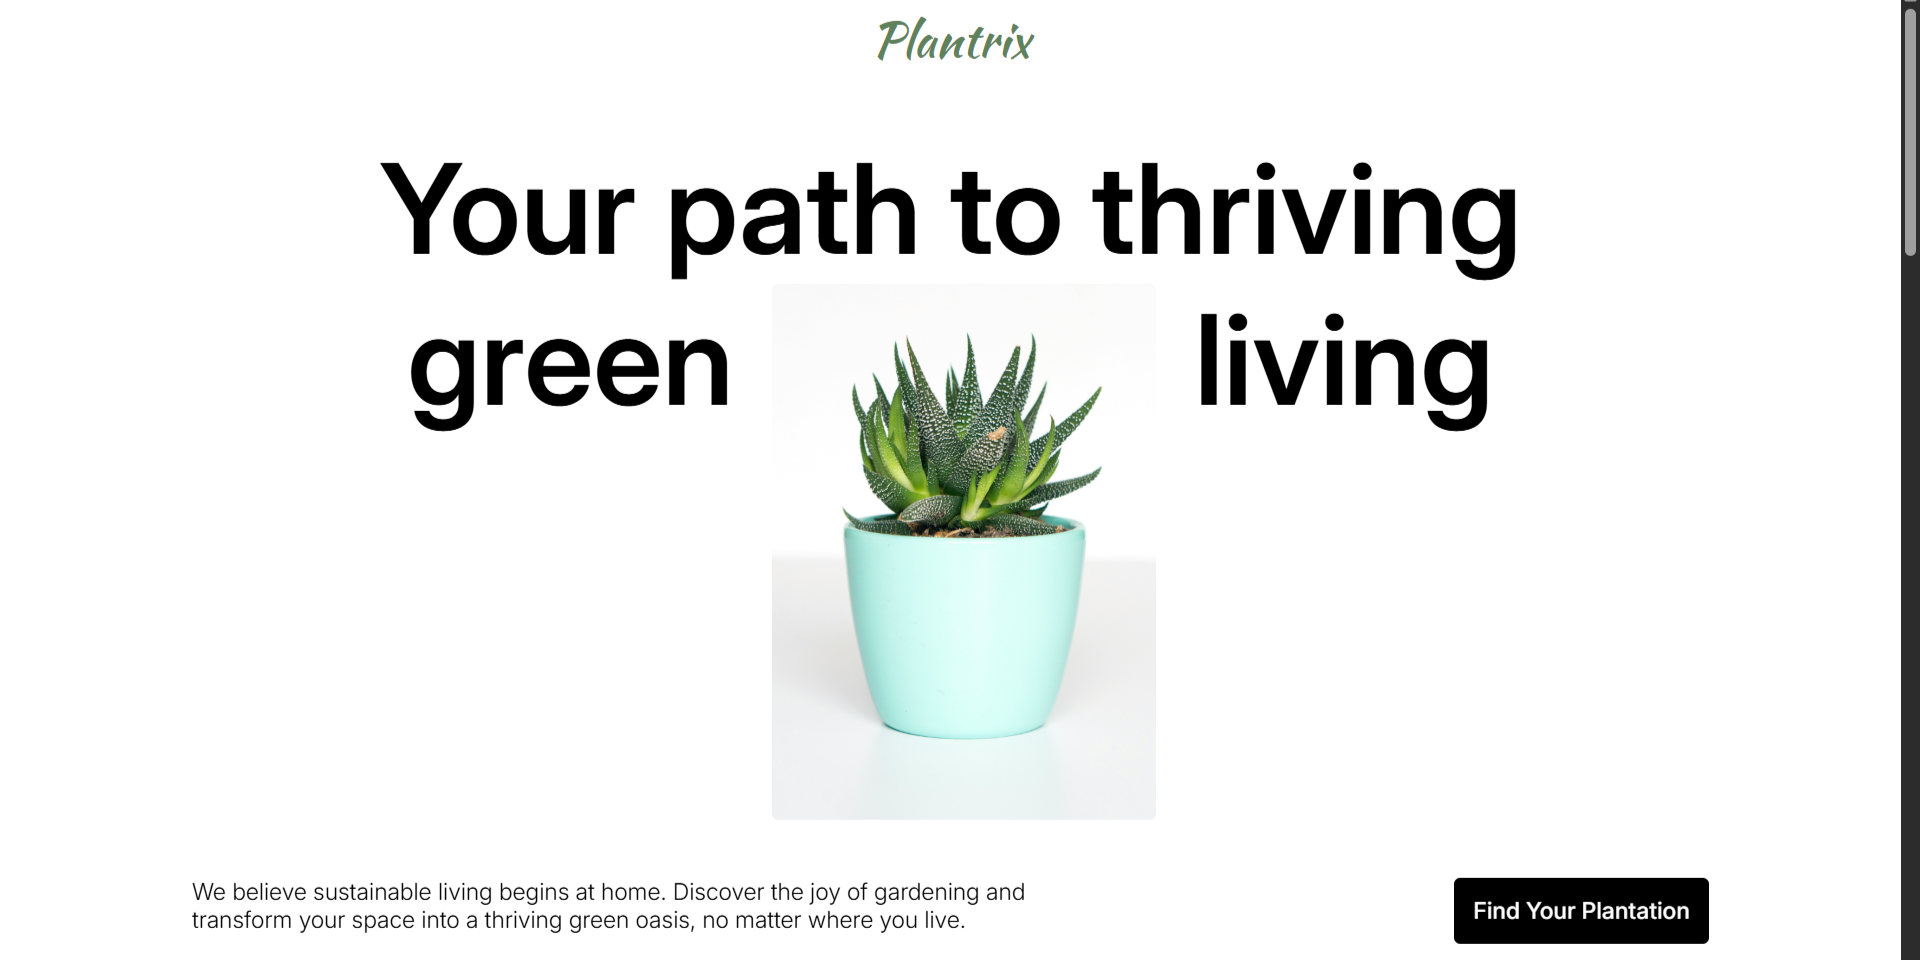 Plantrix
Your path to thriving
green living
We believe sustainable living begins at home. Discover the joy of gardening and
transform your space into a thriving green oasis, no matter where you live.
Find Your Plantation